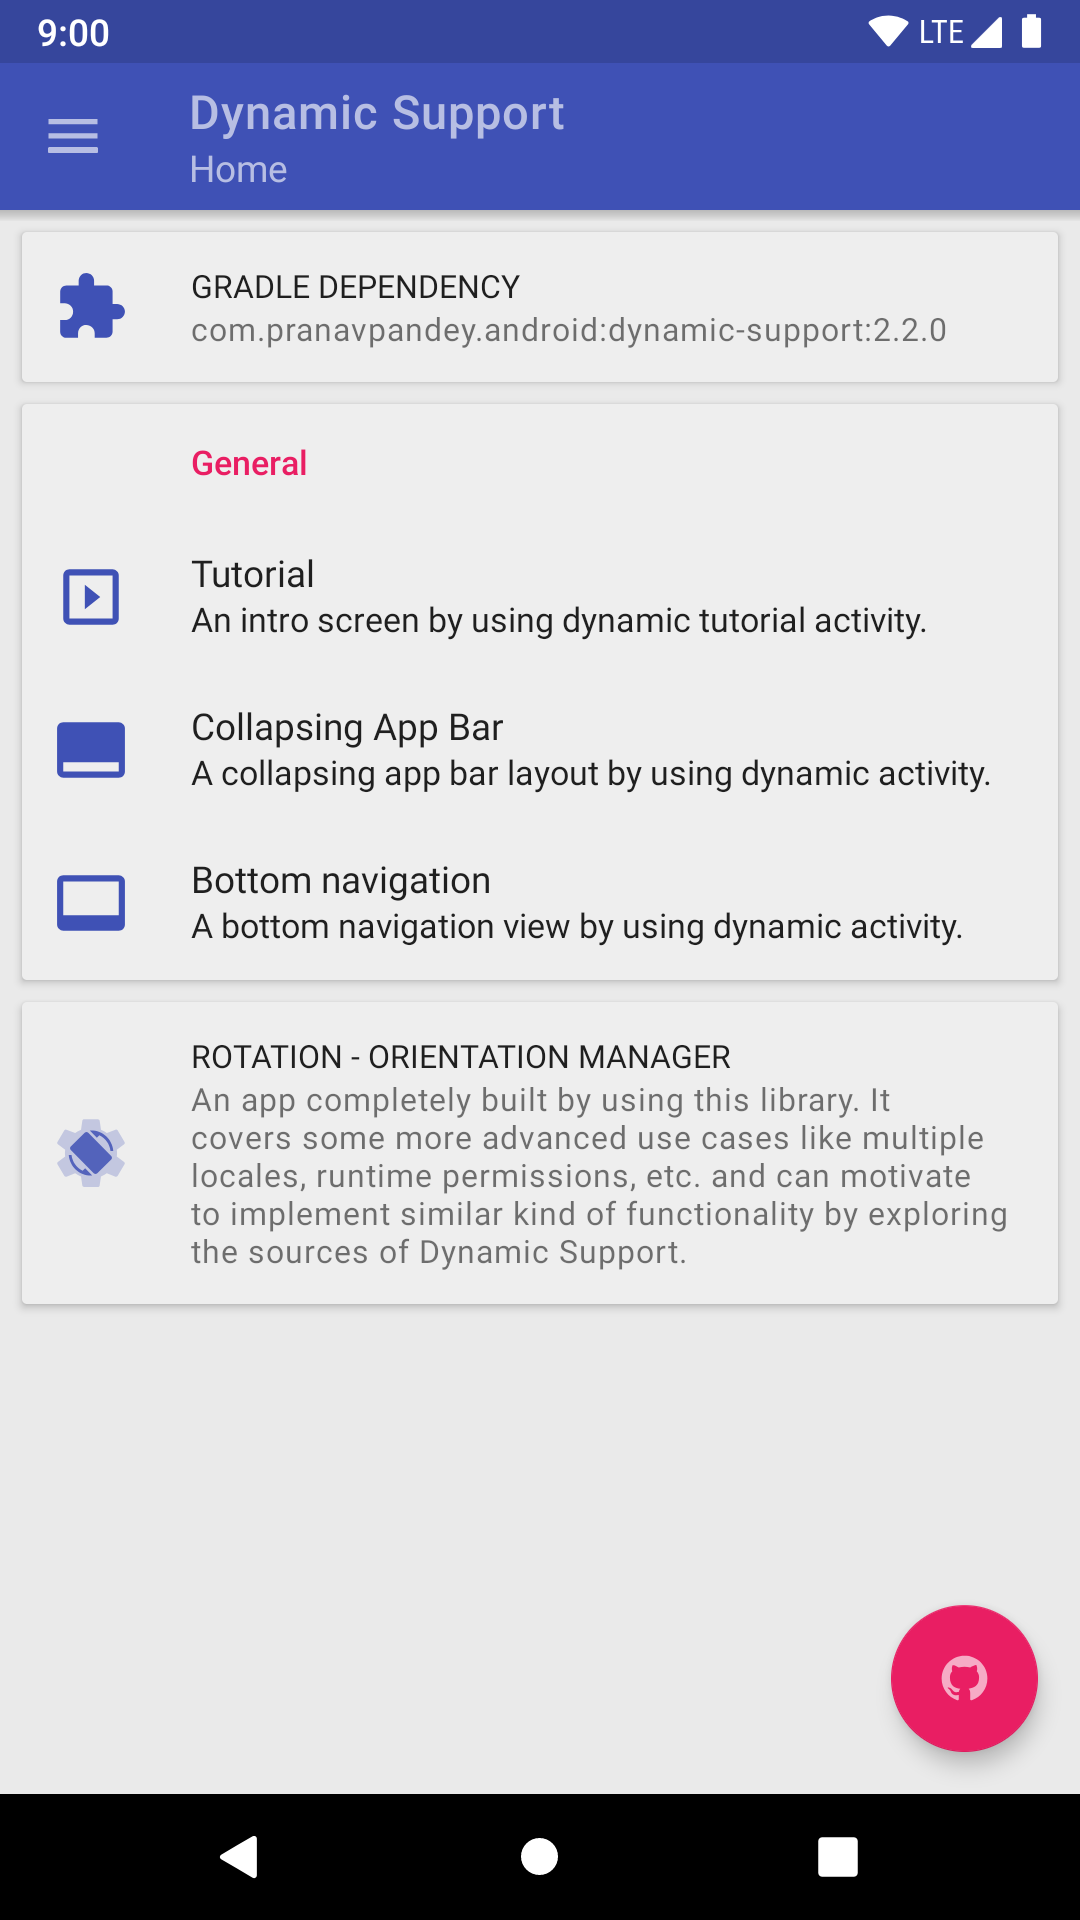 9:00
LTE
Dynamic Support
Home
GRADLE DEPENDENCY
com.pranavpandey.android:dynamic-support:2.2.0
General
Tutorial
An intro screen by using dynamic tutorial activity.
Collapsing App Bar
A collapsing app bar layout by using dynamic activity.
Bottom navigation
A bottom navigation view by using dynamic activity.
ROTATION - ORIENTATION MANAGER
An app completely built by using this library. It
covers some more advanced use cases like multiple
locales, runtime permissions, etc. and can motivate
to implement similar kind of functionality by exploring
the sources of Dynamic Support.